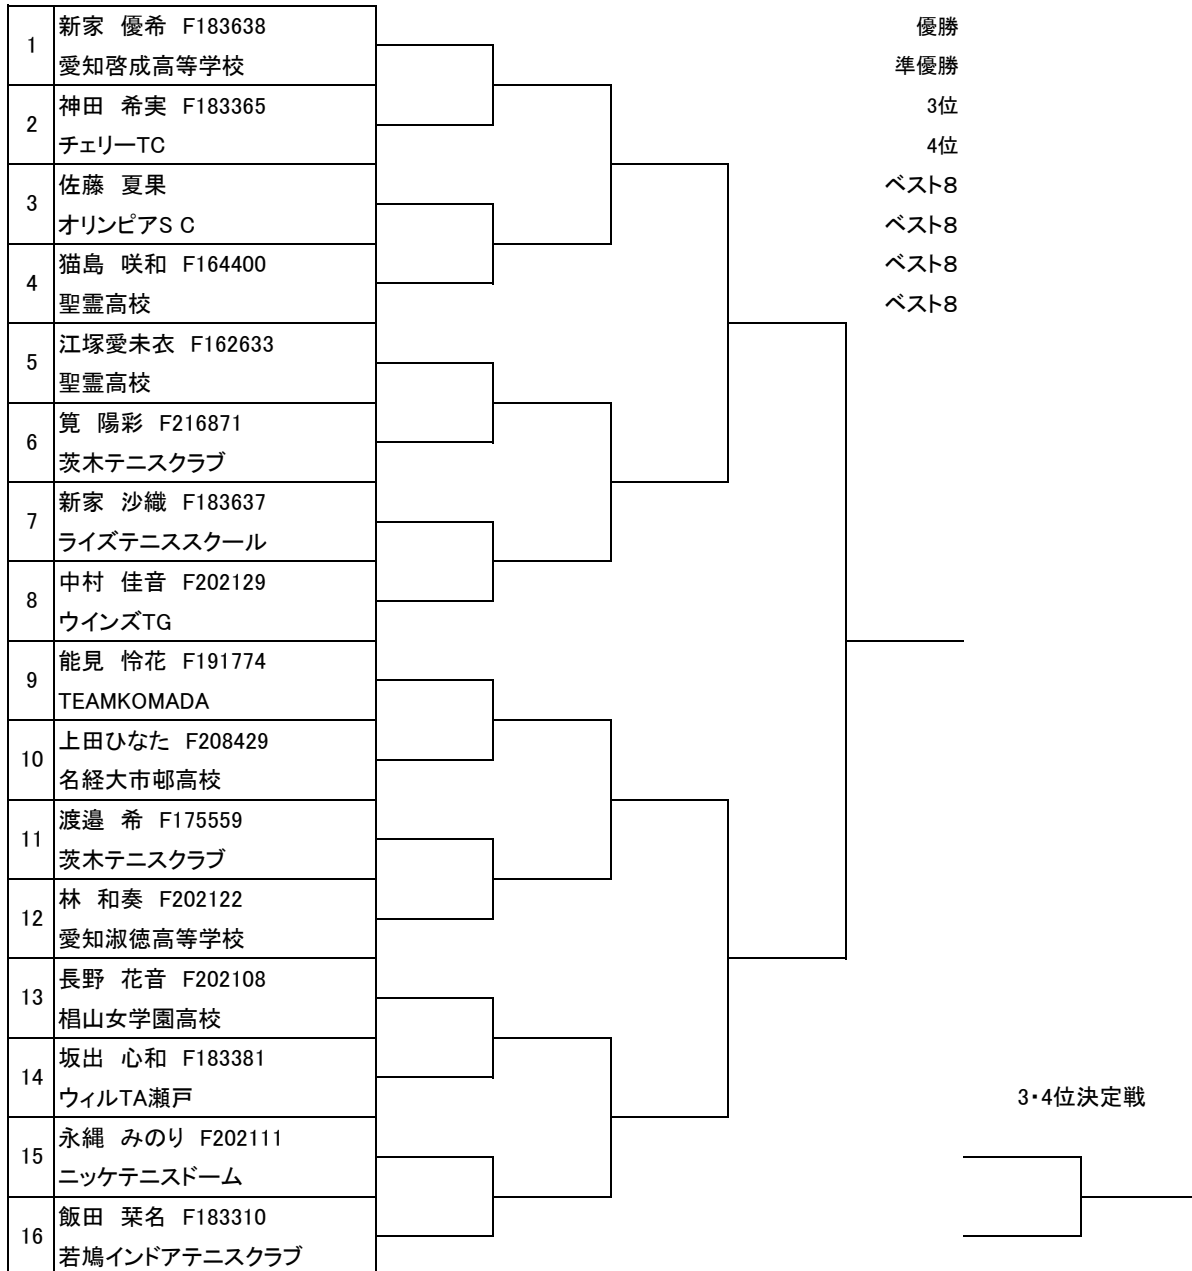 1
新家　優希　F183638
愛知啓成高等学校
2
神田　希実　F183365
チェリーTC
3
佐藤　夏果
オリンピアS C
4
猫島　咲和　F164400
聖霊高校
5
江塚愛未衣　F162633
聖霊高校
6
筧　陽彩　F216871
茨木テニスクラブ
7
新家　沙織　F183637
ライズテニススクール
8
中村　佳音　F202129
ウインズTG
9
能見　怜花　F191774
TEAMKOMADA
10
上田ひなた　F208429
名経大市邨高校
11
渡邉　希　F175559
茨木テニスクラブ
12
林　和奏　F202122
愛知淑徳高等学校
13
長野　花音　F202108
椙山女学園高校
14
坂出　心和　F183381
ウィルTA瀬戸
15
永縄　みのり　F202111
ニッケテニスドーム
16
飯田　栞名　F183310
若鳩インドアテニスクラブ
優勝
準優勝
3位
4位
ベスト８
ベスト８
ベスト８
ベスト８
3・4位決定戦